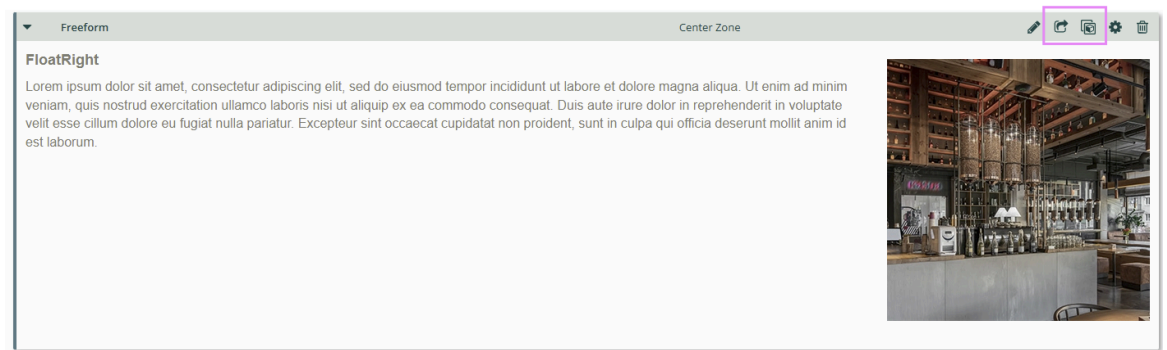 Freeform
Center Zone
FloatRight
Lorem ipsum dolor sit amet, consectetur adipiscing elit, sed do eiusmod tempor incididunt ut labore et dolore magna aliqua. Ut enim ad minim
veniam, quis nostrud exercitation ullamco laboris nisi ut aliquip ex ea commodo consequat. Duis aute irure dolor in reprehenderit in voluptate
velit esse cillum dolore eu fugiat nulla pariatur. Excepteur sint occaecat cupidatat non proident, sunt in culpa qui officia deserunt mollit anim id
est laborum.